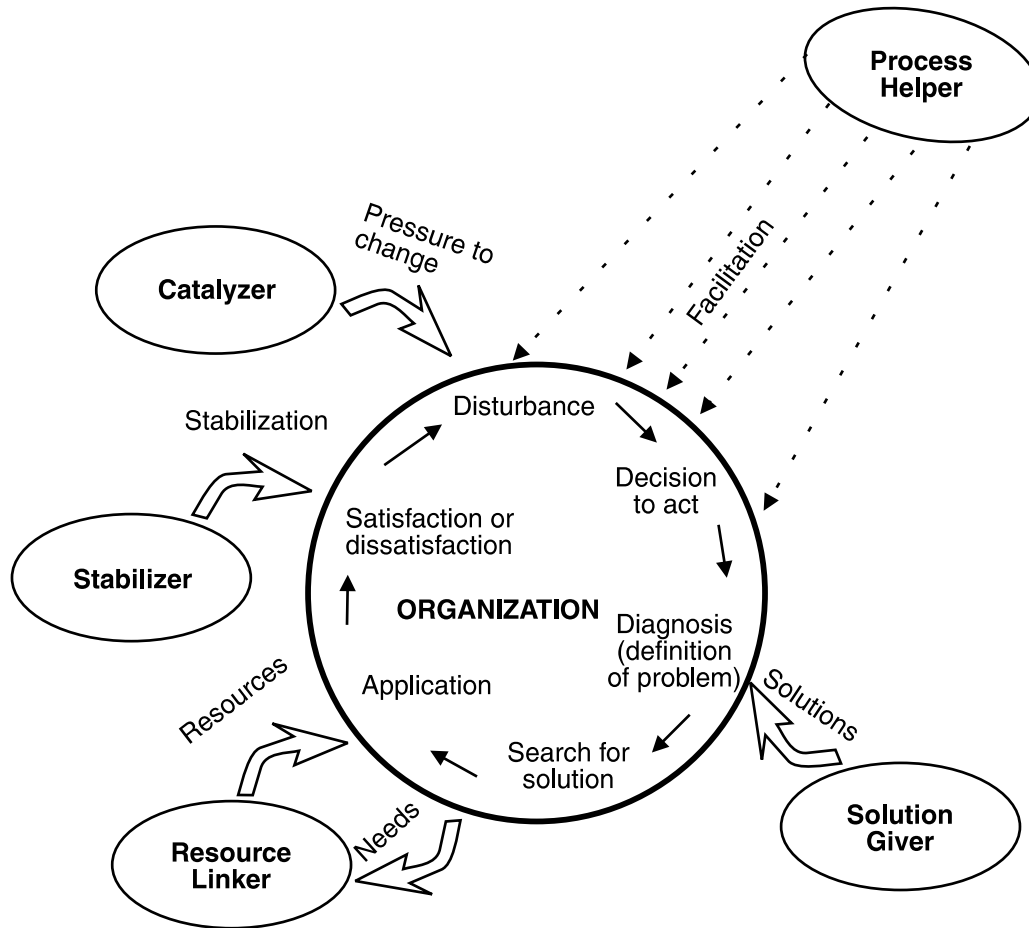 Process
Helper
Pressure to
change
Facilitation
Catalyzer
Disturbance
Stabilization
Decision
to act
Satisfaction or
dissatisfaction
Stabilizer
ORGANIZATION
Diagnosis
(definition
of problem)
Resources
Application
Solutions
Search for
solution
Needs
Resource
Linker
Solution
Giver